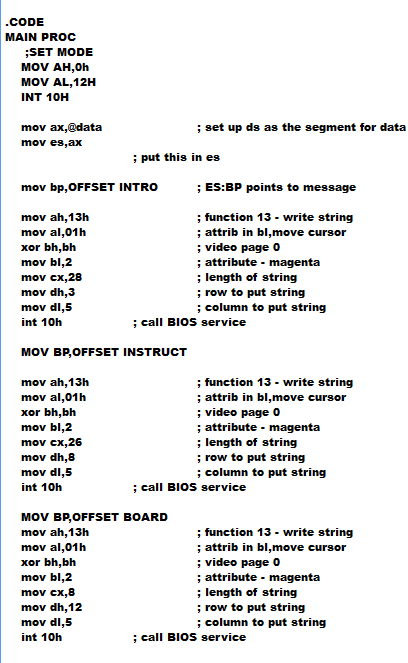 .CODE
MAIN PROC
;SET MODE
MOV AH,0h
MOV AL,12H
INT 10H
mov ax,@data ; set up ds as the segment for data
mov es,ax
; put this in es
mov bp,OFFSET INTRO ; ES:BP points to message
mov ah,13h ; function 13 - write string
mov al,01h ; attrib in bl,move cursor
xor bh,bh ; video page 0
mov bl,2 ; attribute - magenta
mov cx,28 ; length of string
mov dh,3 ; row to put string
mov dl,5 ; column to put string
int 10h ; call BIOS service
MOV BP,OFFSET INSTRUCT
mov ah,13h ; function 13 - write string
mov al,01h ; attrib in bl,move cursor
xor bh,bh ; video page 0
mov bl,2 ; attribute - magenta
mov cx,26 ; length of string
mov dh,8 ; row to put string
mov dl,5 ; column to put string
int 10h ; call BIOS service
MOV BP,OFFSET BOARD
mov ah,13h ; function 13 - write string
mov al,01h ; attrib in bl,move cursor
xor bh,bh ; video page 0
mov bl,2 ; attribute - magenta
mov cx,8 ; length of string
mov dh,12 ; row to put string
mov dl,5 ; column to put string
int 10h ; call BIOS service